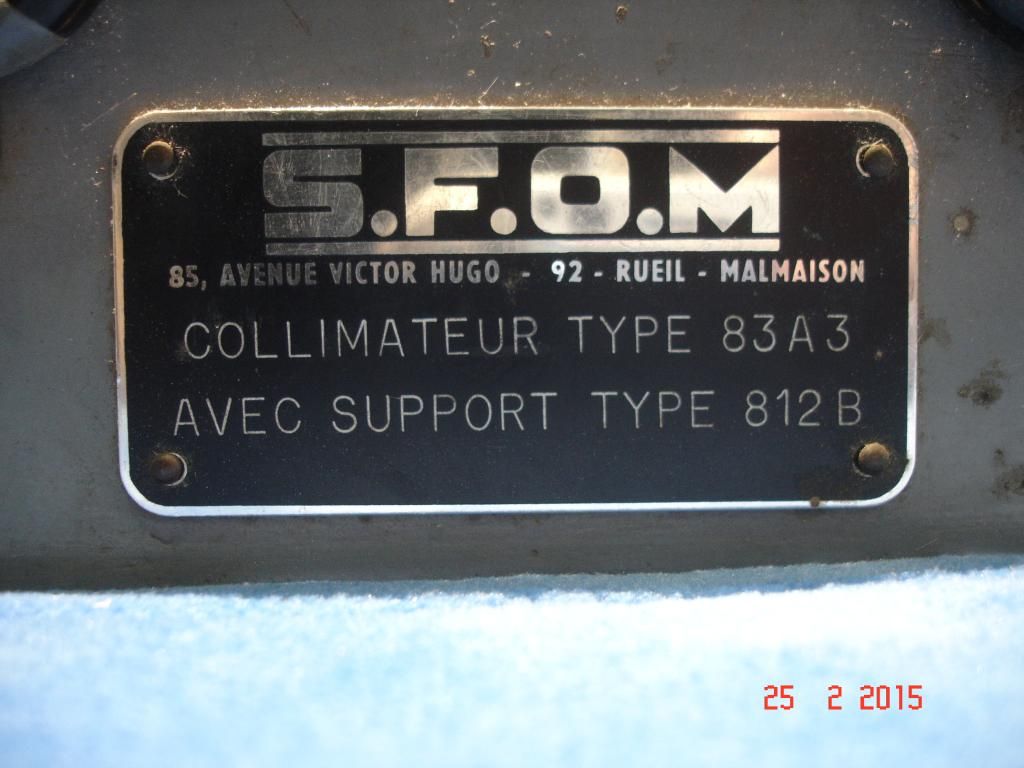 S.F.O.M
85, AVENUE VICTOR HUGO - 92 - RUEIL - MALMAISON
COLLIMATEUR TYPE 83A3
AVEC SUPPORT TYPE 812B
25 2 2015